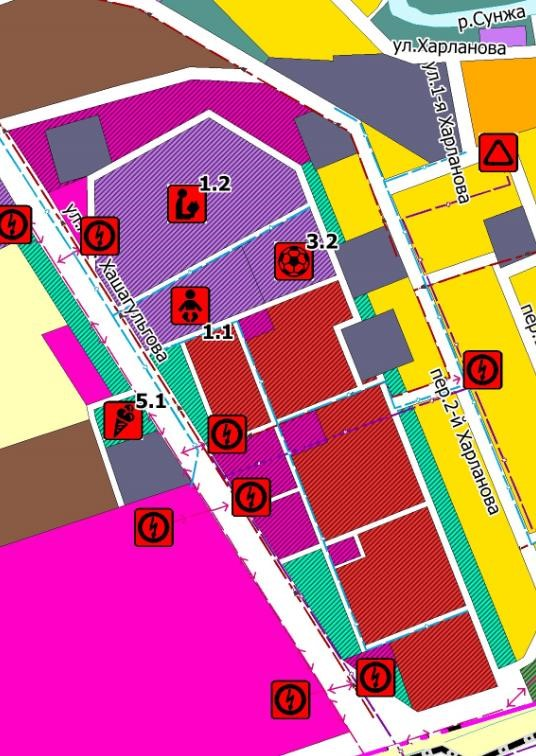 р.Сунжа
ул.Харланова
ул.1-я Харланова
1.2
ул. Хашагульгова
3.2
1.1
пер.2-й Харланова
5.1
пер.